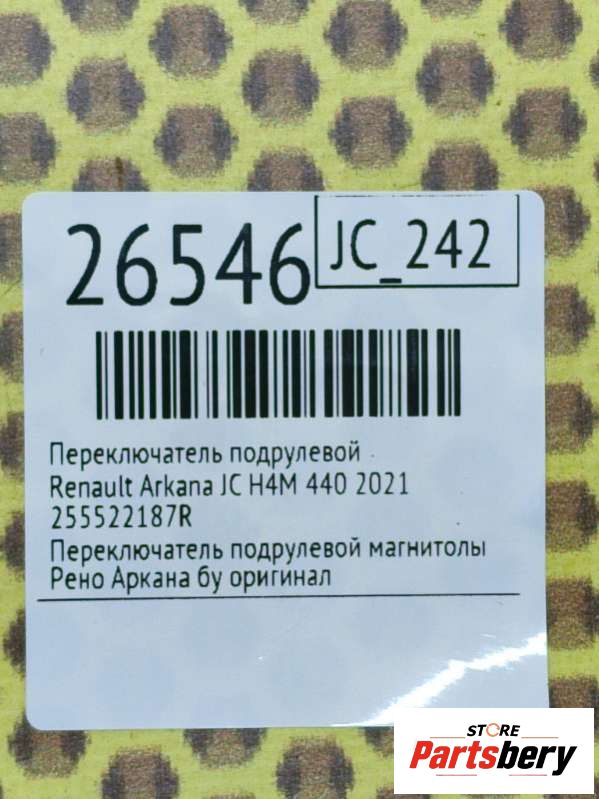 26546
JC_242
Переключатель подрулевой
Renault Arkana JC H4M 440 2021
255522187R
Переключатель подрулевой магнитолы
Рено Аркана бу оригинал
STORE
Partsbery